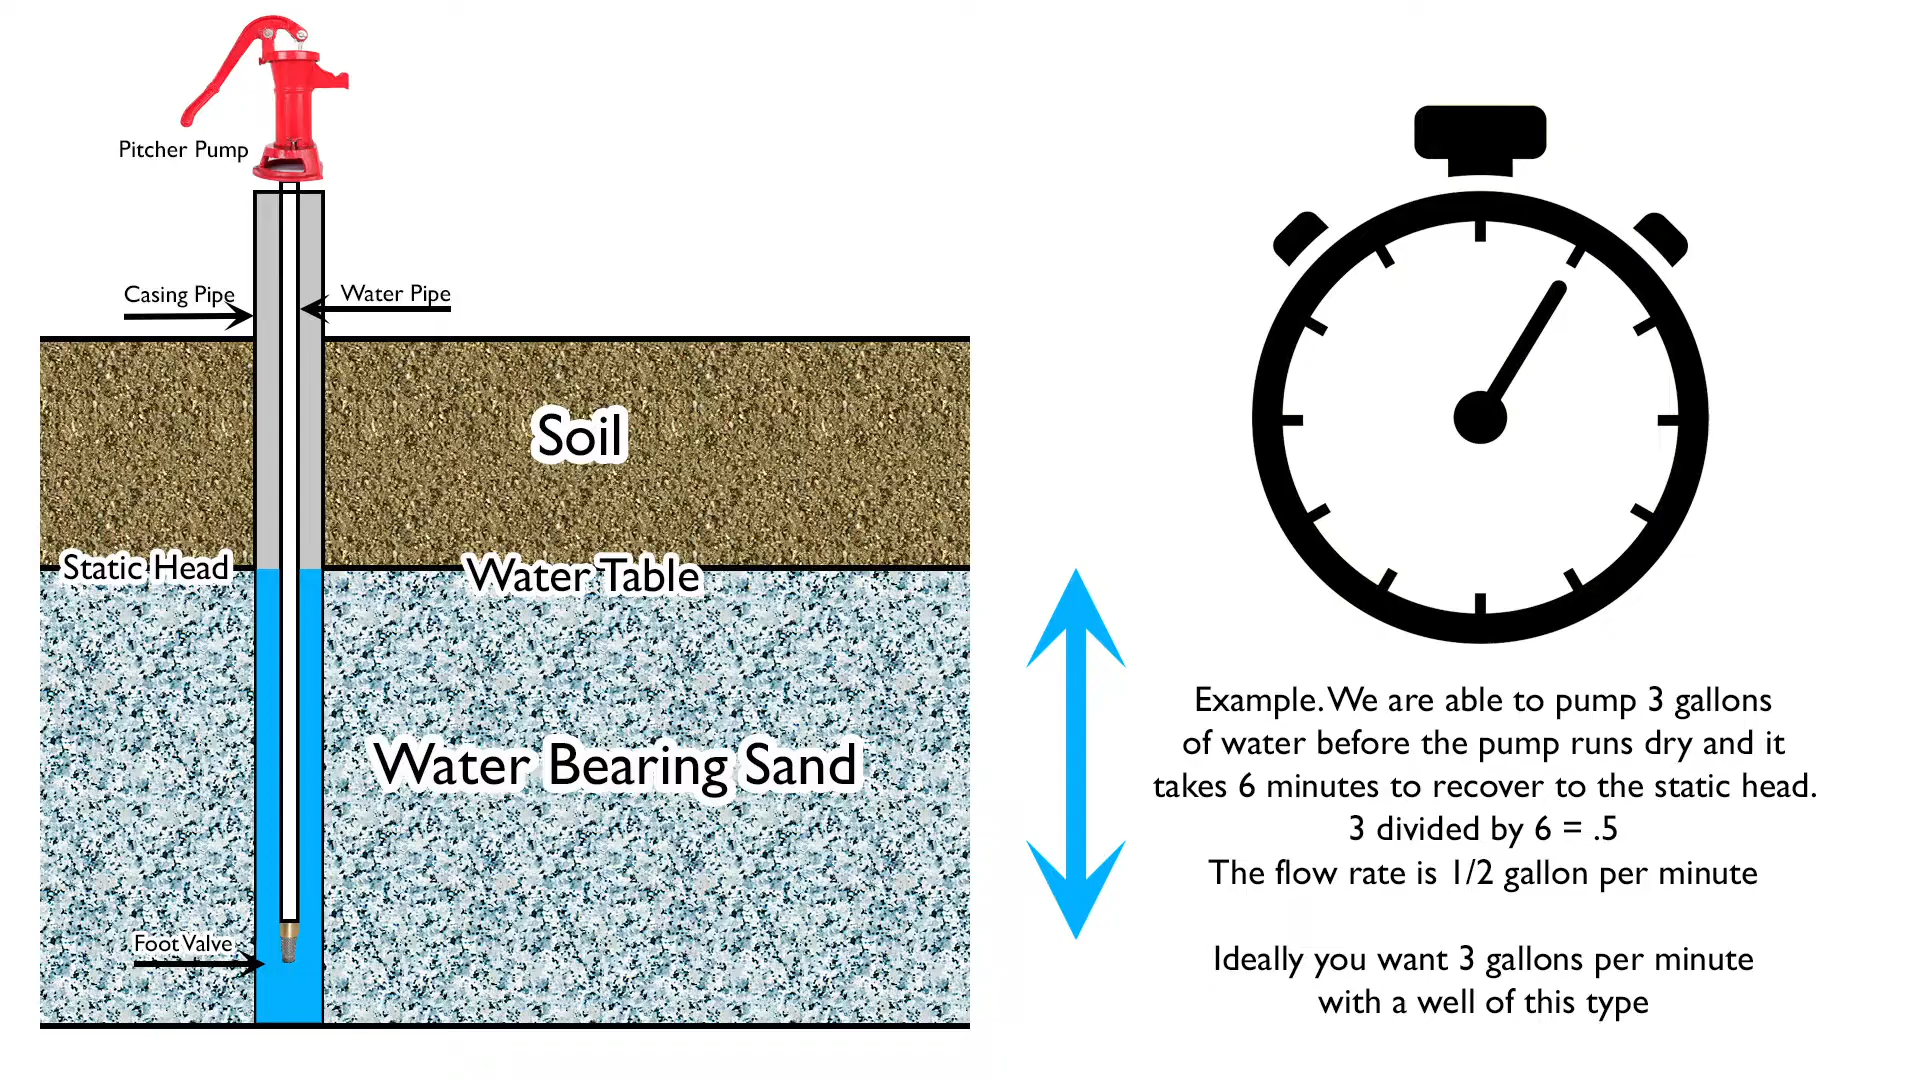 Pitcher Pump
Casing Pipe
Water Pipe
Soil
Static Head
Water Table
Water Bearing Sand
Foot Valve
Example. We are able to pump 3 gallons
of water before the pump runs dry and it
takes 6 minutes to recover to the static head.
3 divided by 6 = .5
The flow rate is 1/2 gallon per minute
Ideally you want 3 gallons per minute
with a well of this type